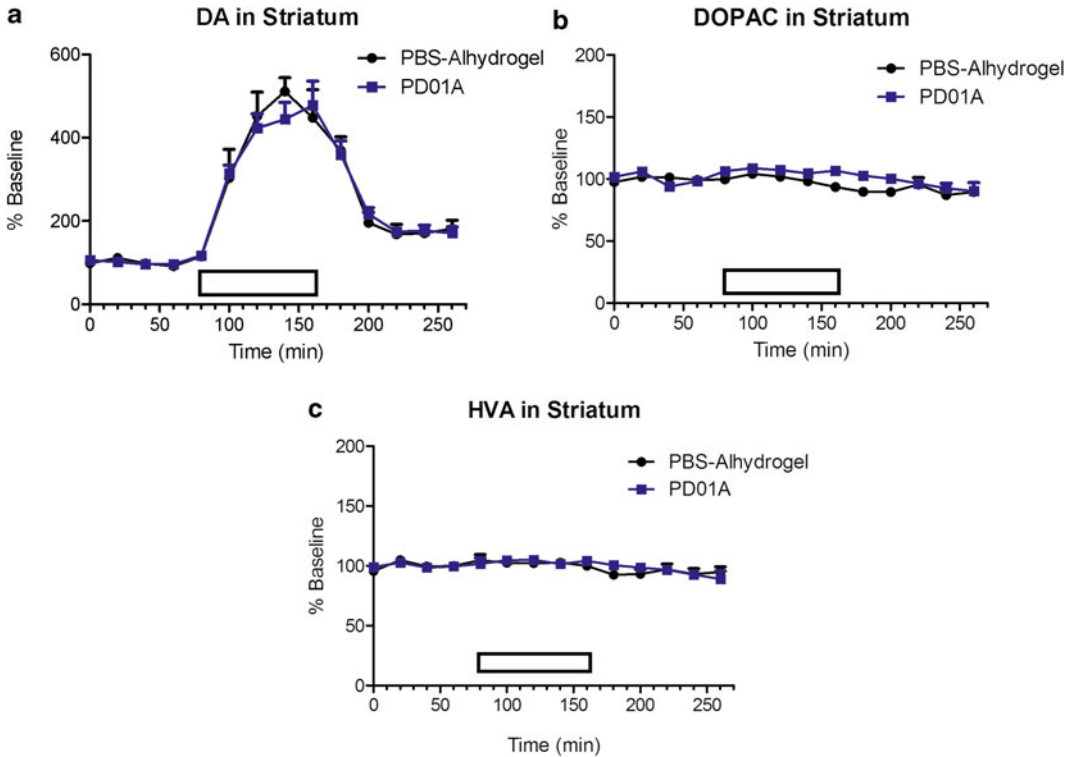 a
DA in Striatum
% Baseline
600
400
200
0
0 50 100 150 200 250
Time (min)
PBS-Alhydrogel
PD01A
b
DOPAC in Striatum
% Baseline
200
150
100
50
0
0 50 100 150 200 250
Time (min)
PBS-Alhydrogel
PD01A
c
HVA in Striatum
% Baseline
200
150
100
50
0
0 50 100 150 200 250
Time (min)
PBS-Alhydrogel
PD01A